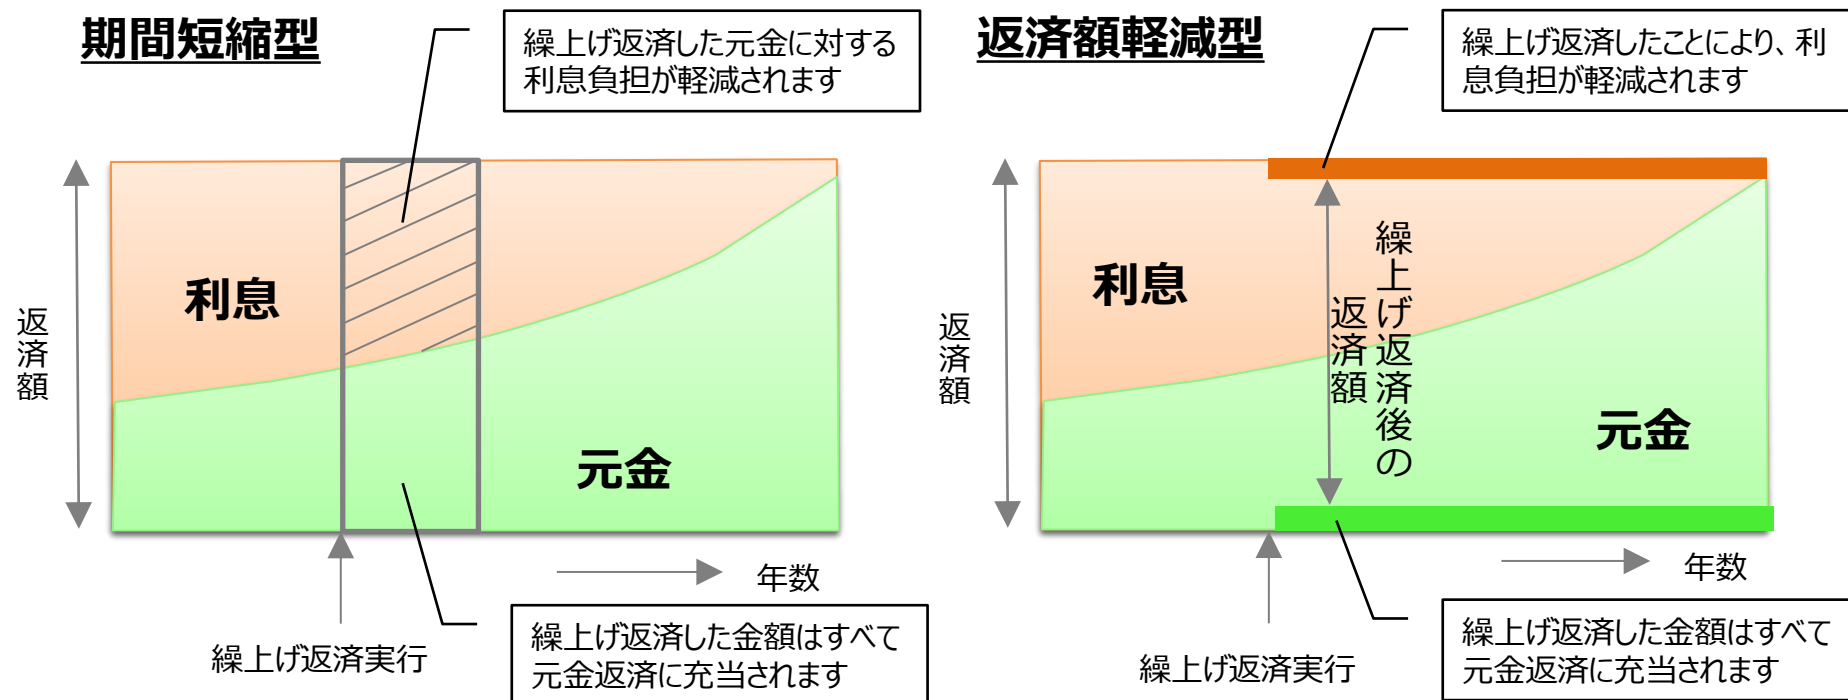 期間短縮型
繰上げ返済した元金に対する
利息負担が軽減されます
利息
元金
返済額
年数
繰上げ返済実行
繰上げ返済した金額はすべて
元金返済に充当されます
返済額軽減型
繰上げ返済したことにより、利
息負担が軽減されます
利息
繰上げ返済後の
返済額
元金
返済額
年数
繰上げ返済実行
繰上げ返済した金額はすべて
元金返済に充当されます